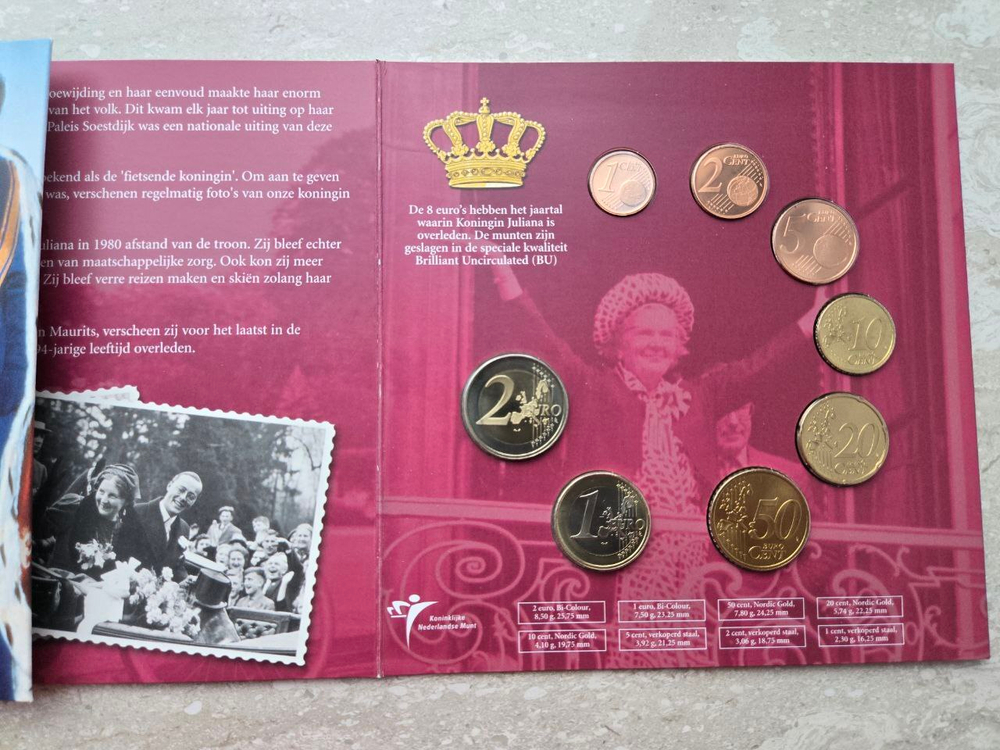 oewijding en haar eenvoud maakte haar enorm
van het volk. Dit kwam elk jaar tot uiting op haar
Paleis Soestdijk was een nationale uiting van deze
bekend als de 'fietsende koningin'. Om aan te geven
was, verschenen regelmatig foto's van onze koningin
uliana in 1980 afstand van de troon. Zij bleef echter
en van maatschappelijke zorg. Ook kon zij meer
Zij bleef verre reizen maken en skiën zolang haar
n Maurits, verscheen zij voor het laatst in de
94-jarige leeftijd overleden.
De 8 euro's hebben het jaartal
waarin Koningin Juliana is
overleden. De munten zijn
geslagen in de speciale kwaliteit
Brilliant Uncirculated (BU)
1 CENT
2 EURO CENT
5
10
20 EURO CENT
50 EURO CENT
1 EURO
2 EURO
Koninklijke
Nederlandse Munt
2 euro, Bi-Colour,
8,50 g, 25,75 mm
1 euro, Bi-Colour,
7,50 g, 23,25 mm
50 cent, Nordic Gold,
7,80 g, 24,25 mm
20 cent, Nordic Gold,
5,74 g, 22,25 mm
10 cent, Nordic Gold,
4,10 g, 19,75 mm
5 cent, verkoperd staal,
3,92 g, 21,25 mm
2 cent, verkoperd staal,
3,06 g, 18,75 mm
1 cent, verkoperd staal,
2,30 g, 16,25 mm